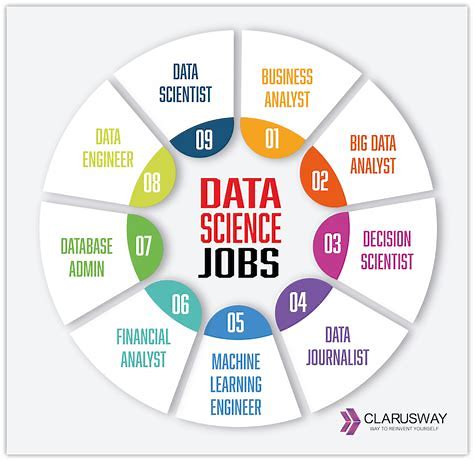 DATA
SCIENCE
JOBS
01
BUSINESS
ANALYST
02
BIG DATA
ANALYST
03
DECISION
SCIENTIST
04
DATA
JOURNALIST
05
MACHINE
LEARNING
ENGINEER
06
FINANCIAL
ANALYST
07
DATABASE
ADMIN
08
DATA
ENGINEER
09
DATA
SCIENTIST
CLARUSWAY
WAY TO REINVENT YOURSELF